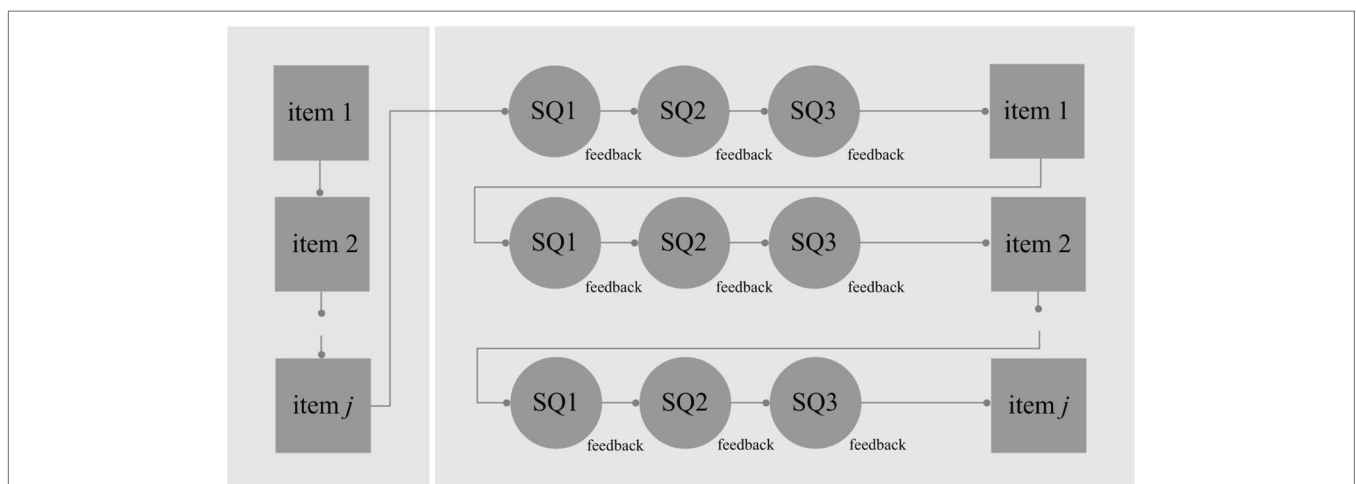 item 1
item 2
item j
SQ1 SQ2 SQ3 item 1
feedback feedback feedback
SQ1 SQ2 SQ3 item 2
feedback feedback feedback
SQ1 SQ2 SQ3 item j
feedback feedback feedback